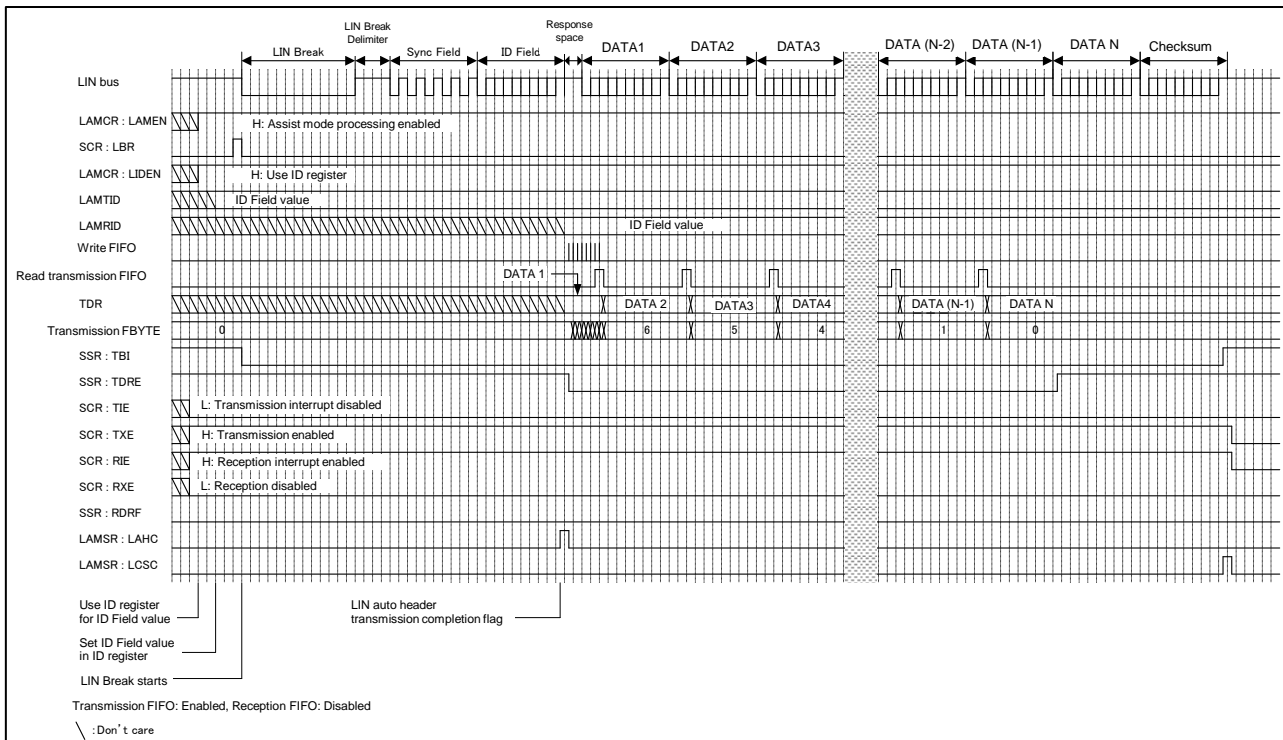 LIN Break
LIN Break
Delimiter
Sync Field
ID Field
Response
space
DATA1
DATA2
DATA3
DATA (N-2)
DATA (N-1)
DATA N
Checksum
LIN bus
LAMCR : LAMEN
H: Assist mode processing enabled
SCR : LBR
LAMCR : LIDEN
H: Use ID register
LAMTID
ID Field value
LAMRID
ID Field value
Write FIFO
Read transmission FIFO
DATA 1
TDR
DATA 2
DATA3
DATA4
DATA (N-1)
DATA N
Transmission FBYTE
0
6
5
4
1
0
SSR : TBI
SSR : TDRE
SCR : TIE
L: Transmission interrupt disabled
SCR : TXE
H: Transmission enabled
SCR : RIE
H: Reception interrupt enabled
SCR : RXE
L: Reception disabled
SSR : RDRF
LAMSR : LAHC
LAMSR : LCSC
Use ID register
for ID Field value
LIN auto header
transmission completion flag
Set ID Field value
in ID register
LIN Break starts
Transmission FIFO: Enabled, Reception FIFO: Disabled
:Don't care